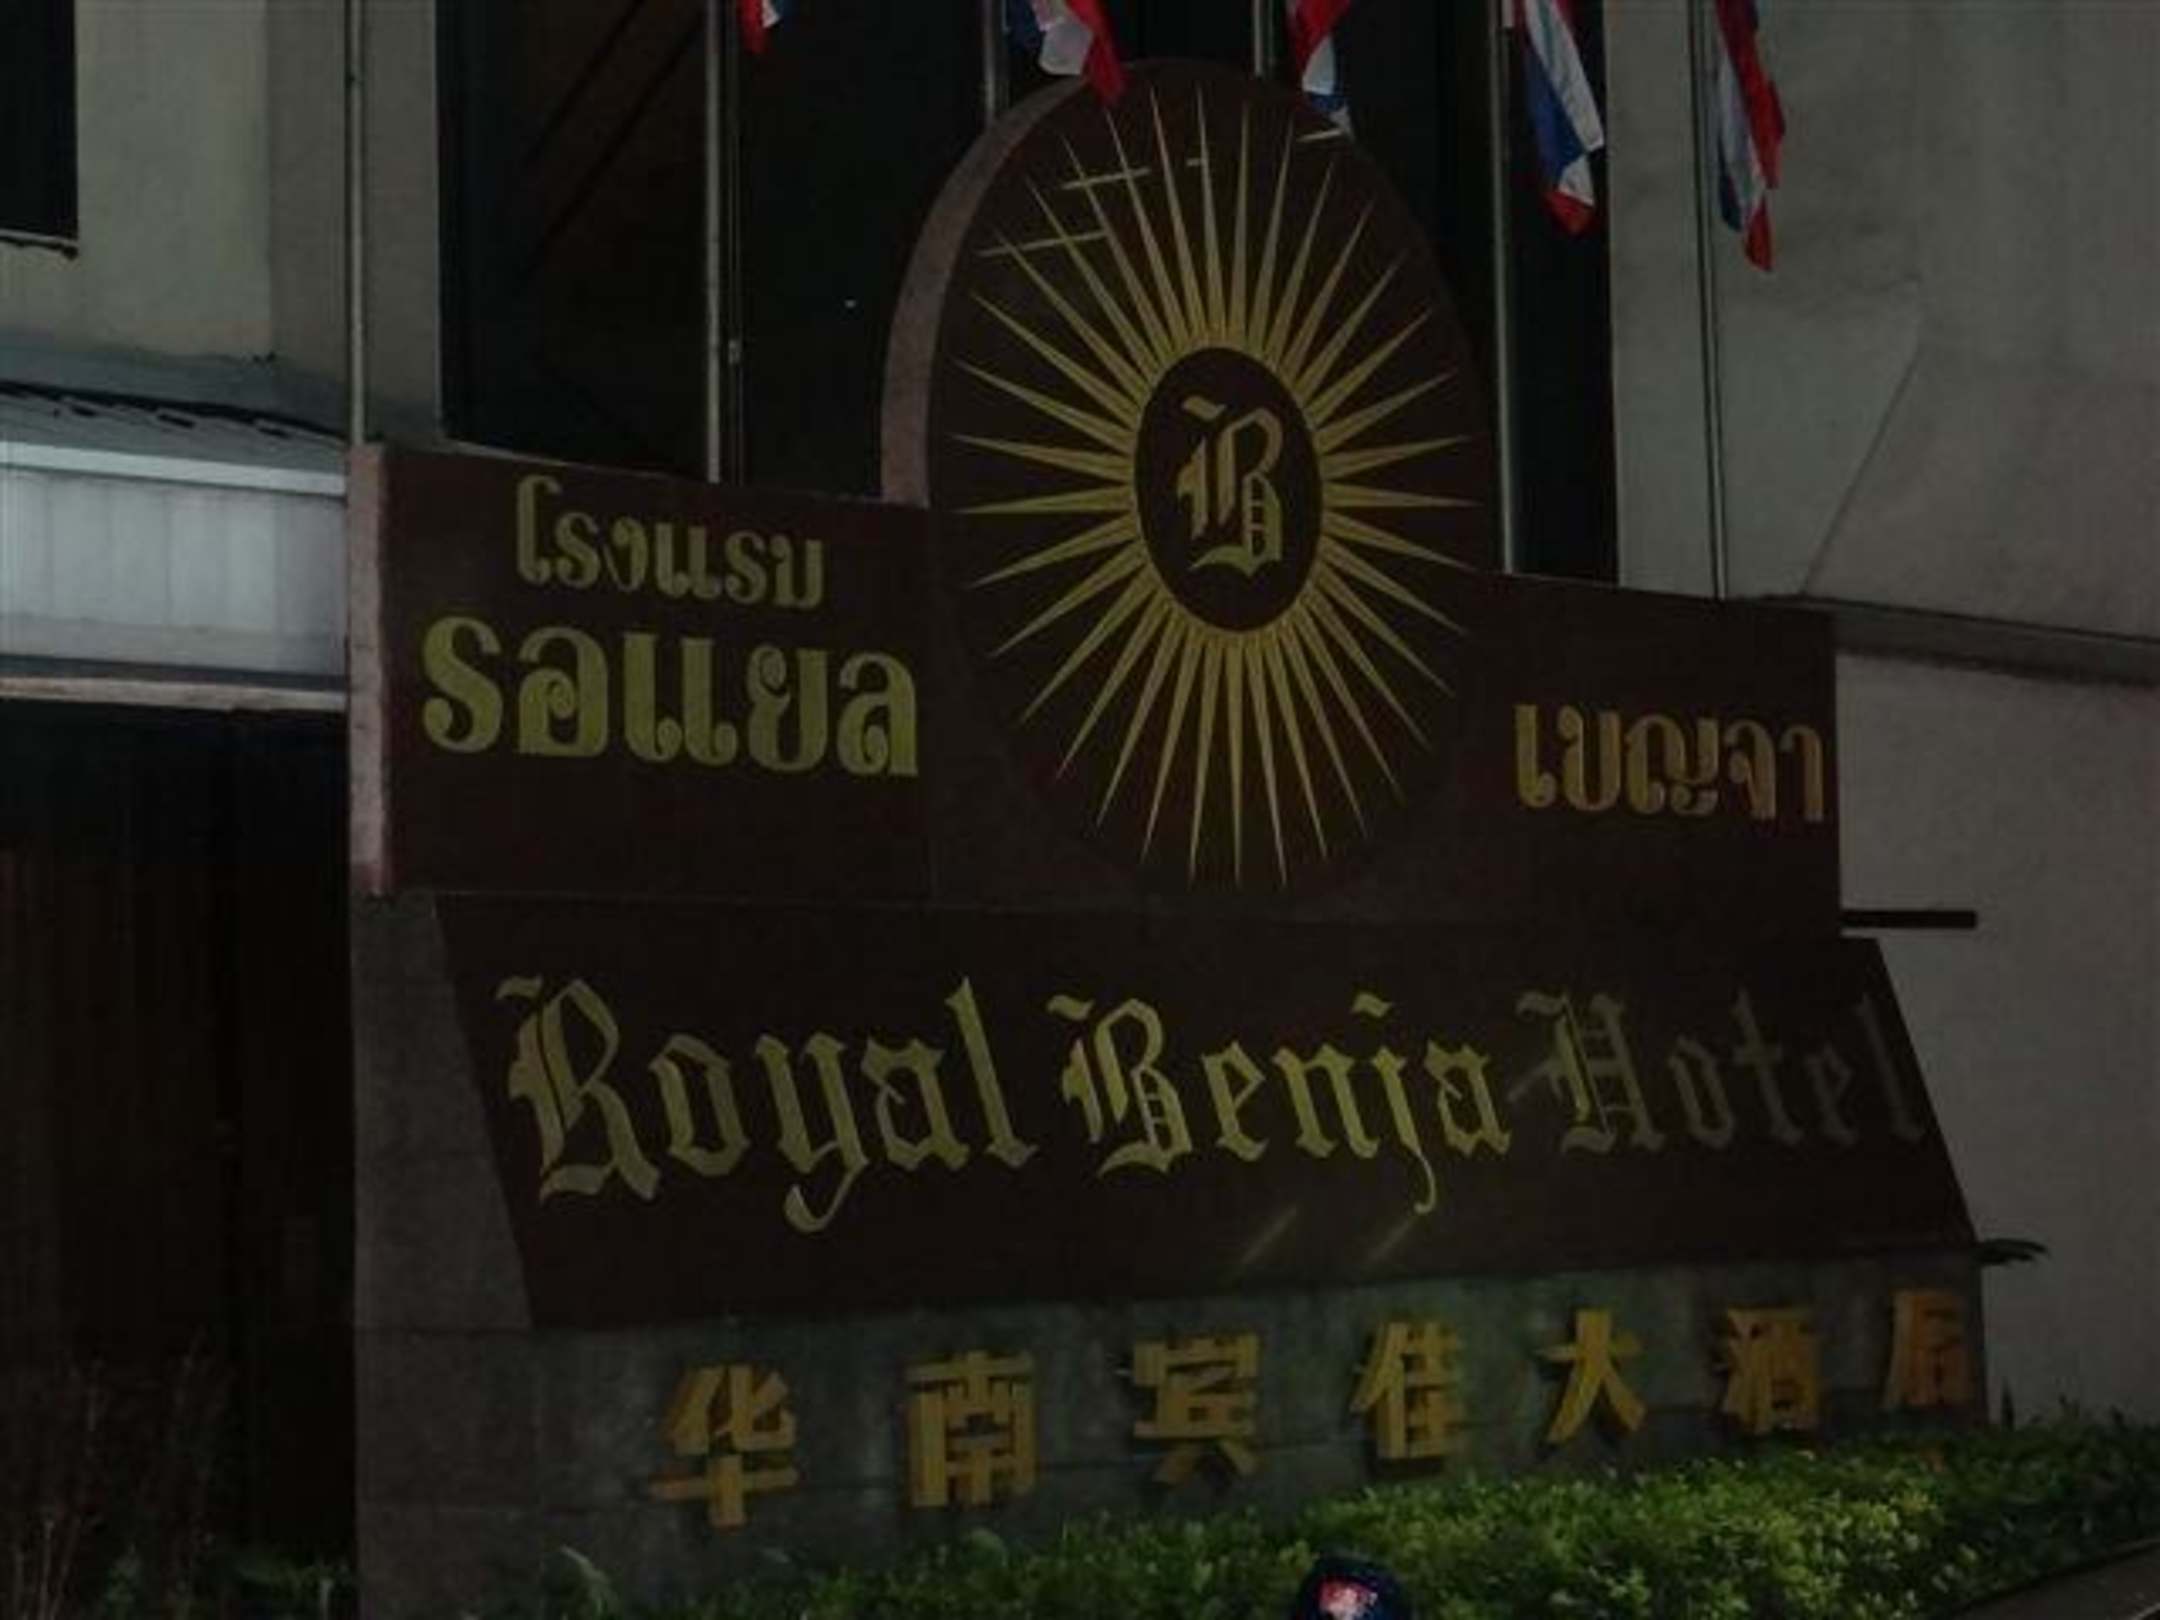 B
โรงแรม
รอแยล
เบญจา
Royal Benja Hotel
华南宾佳大酒店